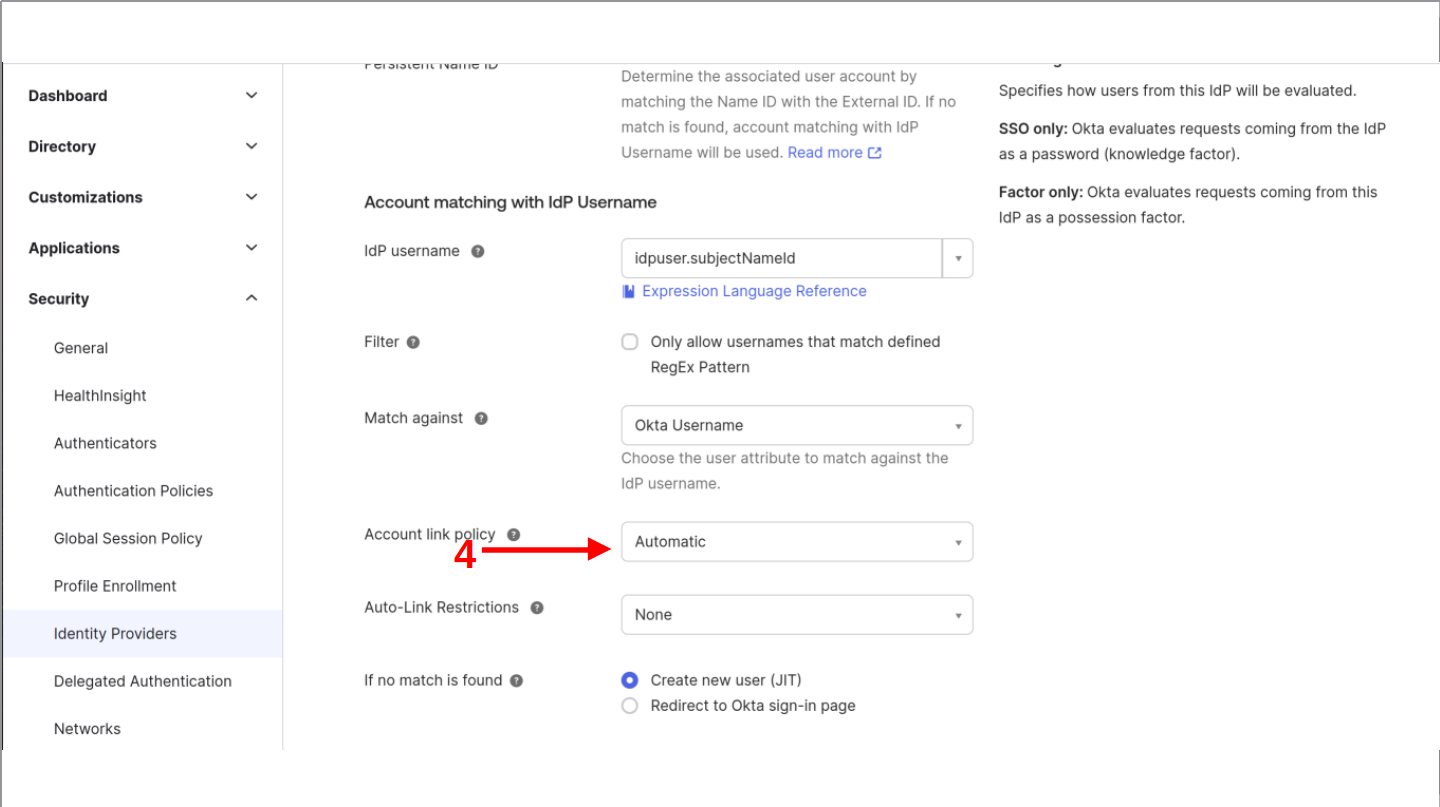 Dashboard
Directory
Customizations
Applications
Security
General
HealthInsight
Authenticators
Authentication Policies
Global Session Policy
Profile Enrollment
Identity Providers
Delegated Authentication
Networks
Persistent Name ID
Determine the associated user account by
matching the Name ID with the External ID. If no
match is found, account matching with IdP
Username will be used. Read more
Account matching with IdP Username
IdP username
idpuser.subjectNameId
Expression Language Reference
Filter
Only allow usernames that match defined
RegEx Pattern
Match against
Okta Username
Choose the user attribute to match against the
IdP username.
Account link policy
4
Automatic
Auto-Link Restrictions
None
If no match is found
Create new user (JIT)
Redirect to Okta sign-in page
Specifies how users from this IdP will be evaluated.
SSO only: Okta evaluates requests coming from the IdP
as a password (knowledge factor).
Factor only: Okta evaluates requests coming from this
IdP as a possession factor.